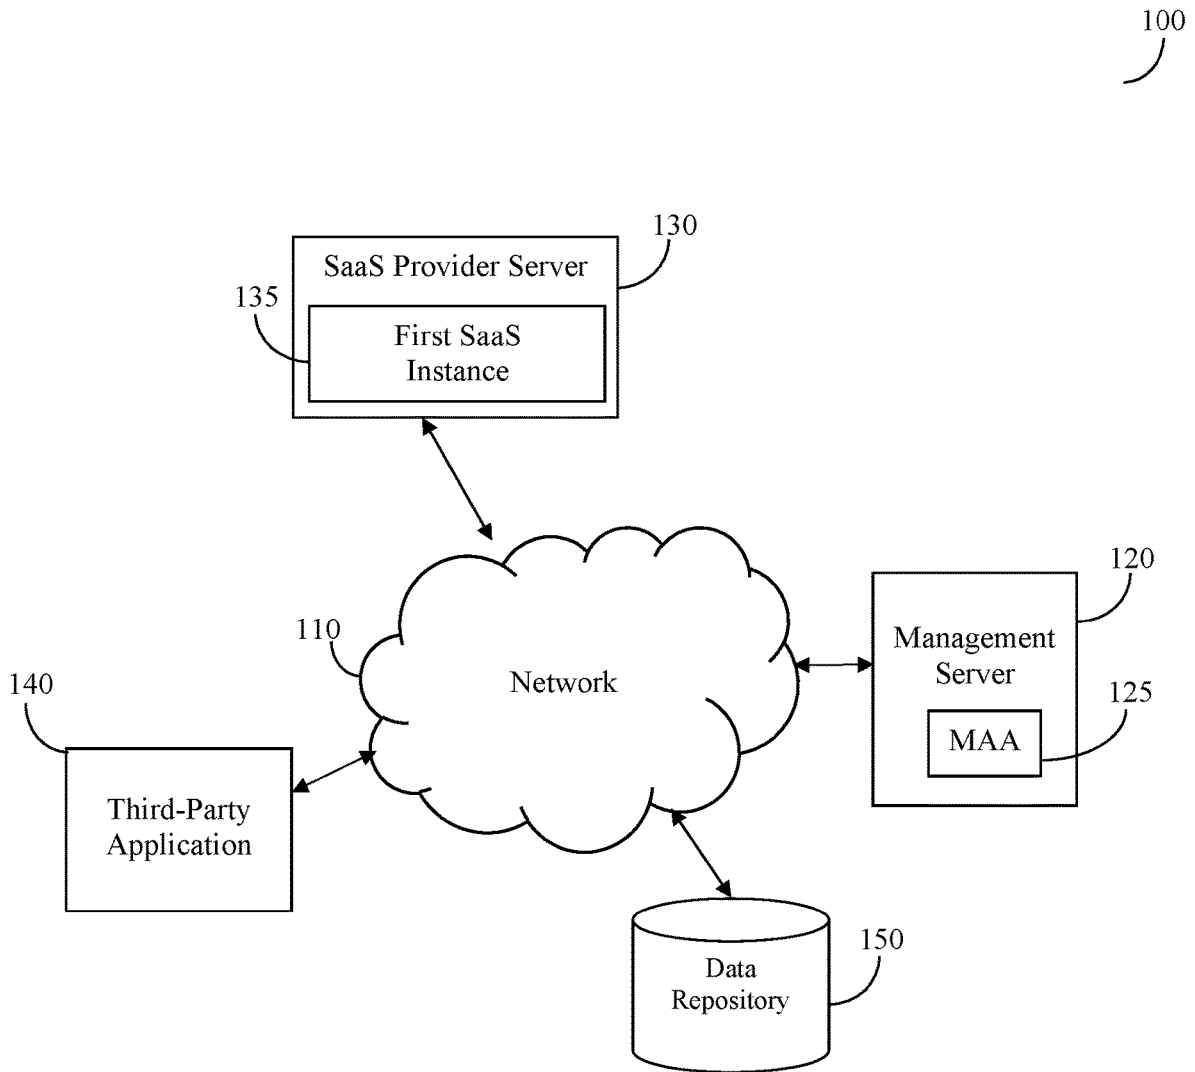 100
130
SaaS Provider Server
135
First SaaS
Instance
110
Network
120
Management
Server
125
MAA
140
Third-Party
Application
150
Data
Repository